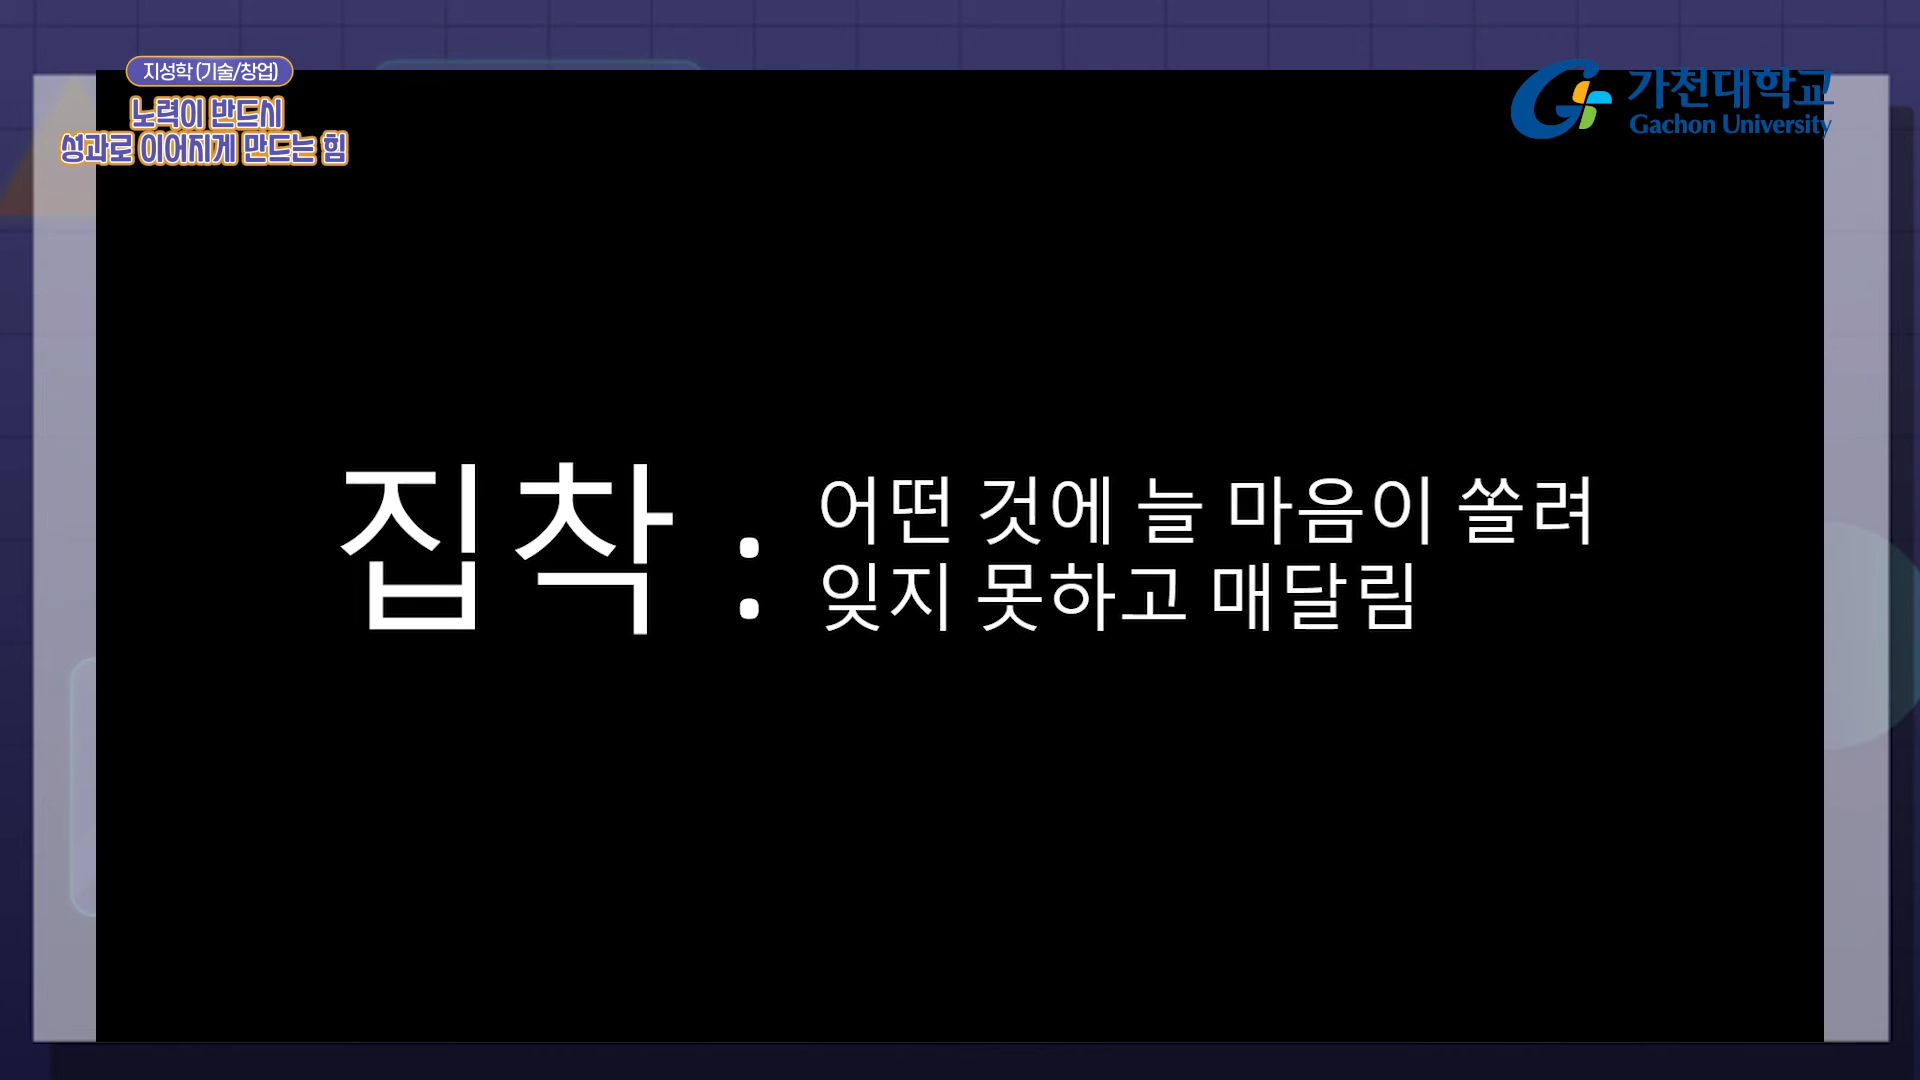 지성학(기술/창업)
노력이 반드시
성과로 이어지게 만드는 힘
가천대학교
Gachon University
집착 : 어떤 것에 늘 마음이 쏠려
잊지 못하고 매달림